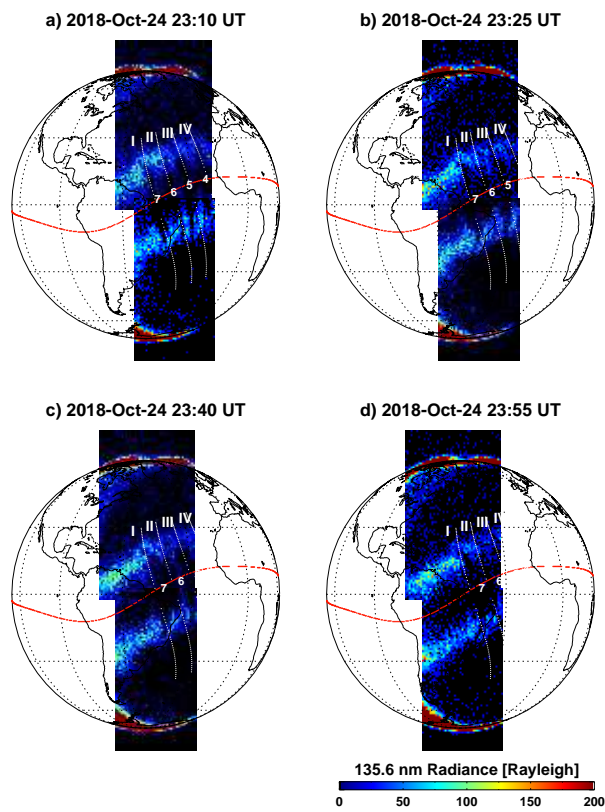 a) 2018-Oct-24 23:10 UT
b) 2018-Oct-24 23:25 UT
I II III IV
7 6 5 4
I II III IV
7 6 5
c) 2018-Oct-24 23:40 UT
d) 2018-Oct-24 23:55 UT
I II III IV
7 6
I II III IV
7 6
135.6 nm Radiance [Rayleigh]
0 50 100 150 200